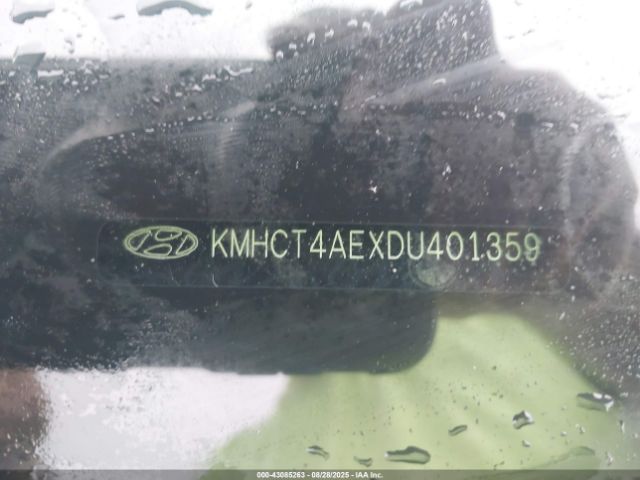 KMHCT4AEXDU401359
000-43085263 - 08/28/2025 - IAA Inc.